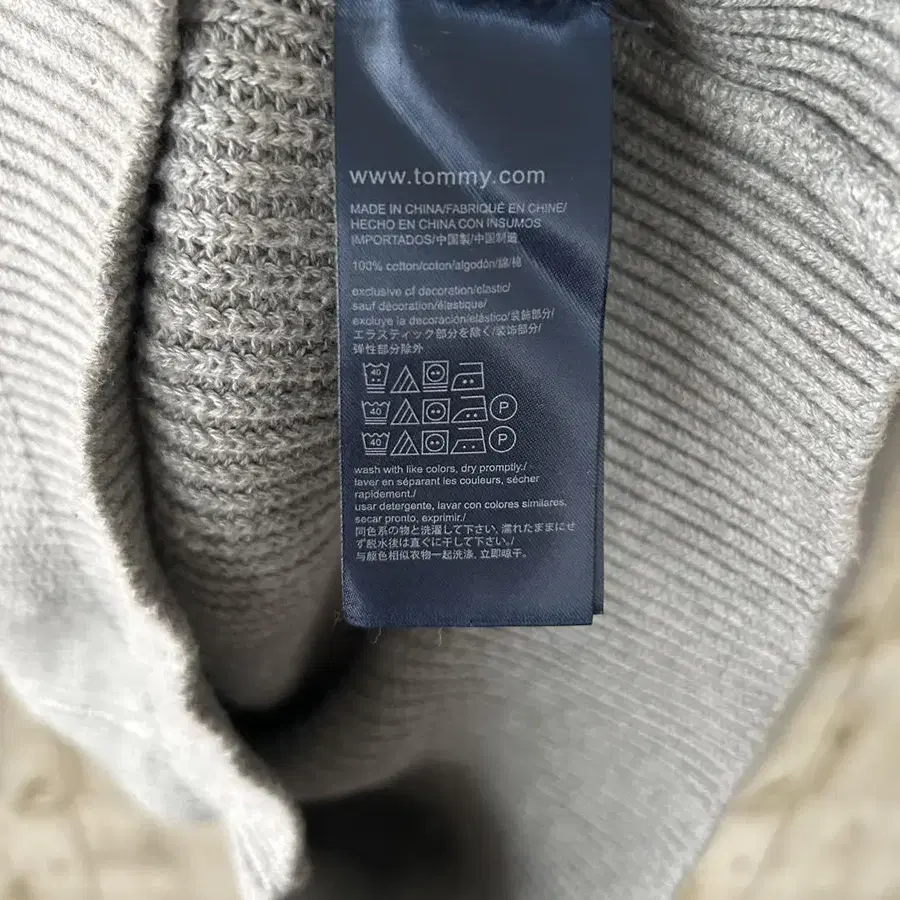 www.tommy.com
MADE IN CHINA/FABRIQUÉ EN CHINE/
HECHO EN CHINA CON INSUMOS
IMPORTADOS/中国製/中国制造
100% cotton/coton/algodón/綿/棉
exclusive of decoration/elastic/
sauf décoration/élastique/
excluye la decoración/elástico/装飾部分/
エラスティック部分を除く/装饰部分/
弹性部分除外
40
40 P
40 P
wash with like colors, dry promptly./
laver en séparant les couleurs, sécher
rapidement./
usar detergente, lavar con colores similares,
secar pronto, exprimir./
同色系の物と洗濯して下さい, 濡れたままにせ
ず脱水後は直ぐに干して下さい./
与颜色相似衣物一起洗涤, 立即晾干.